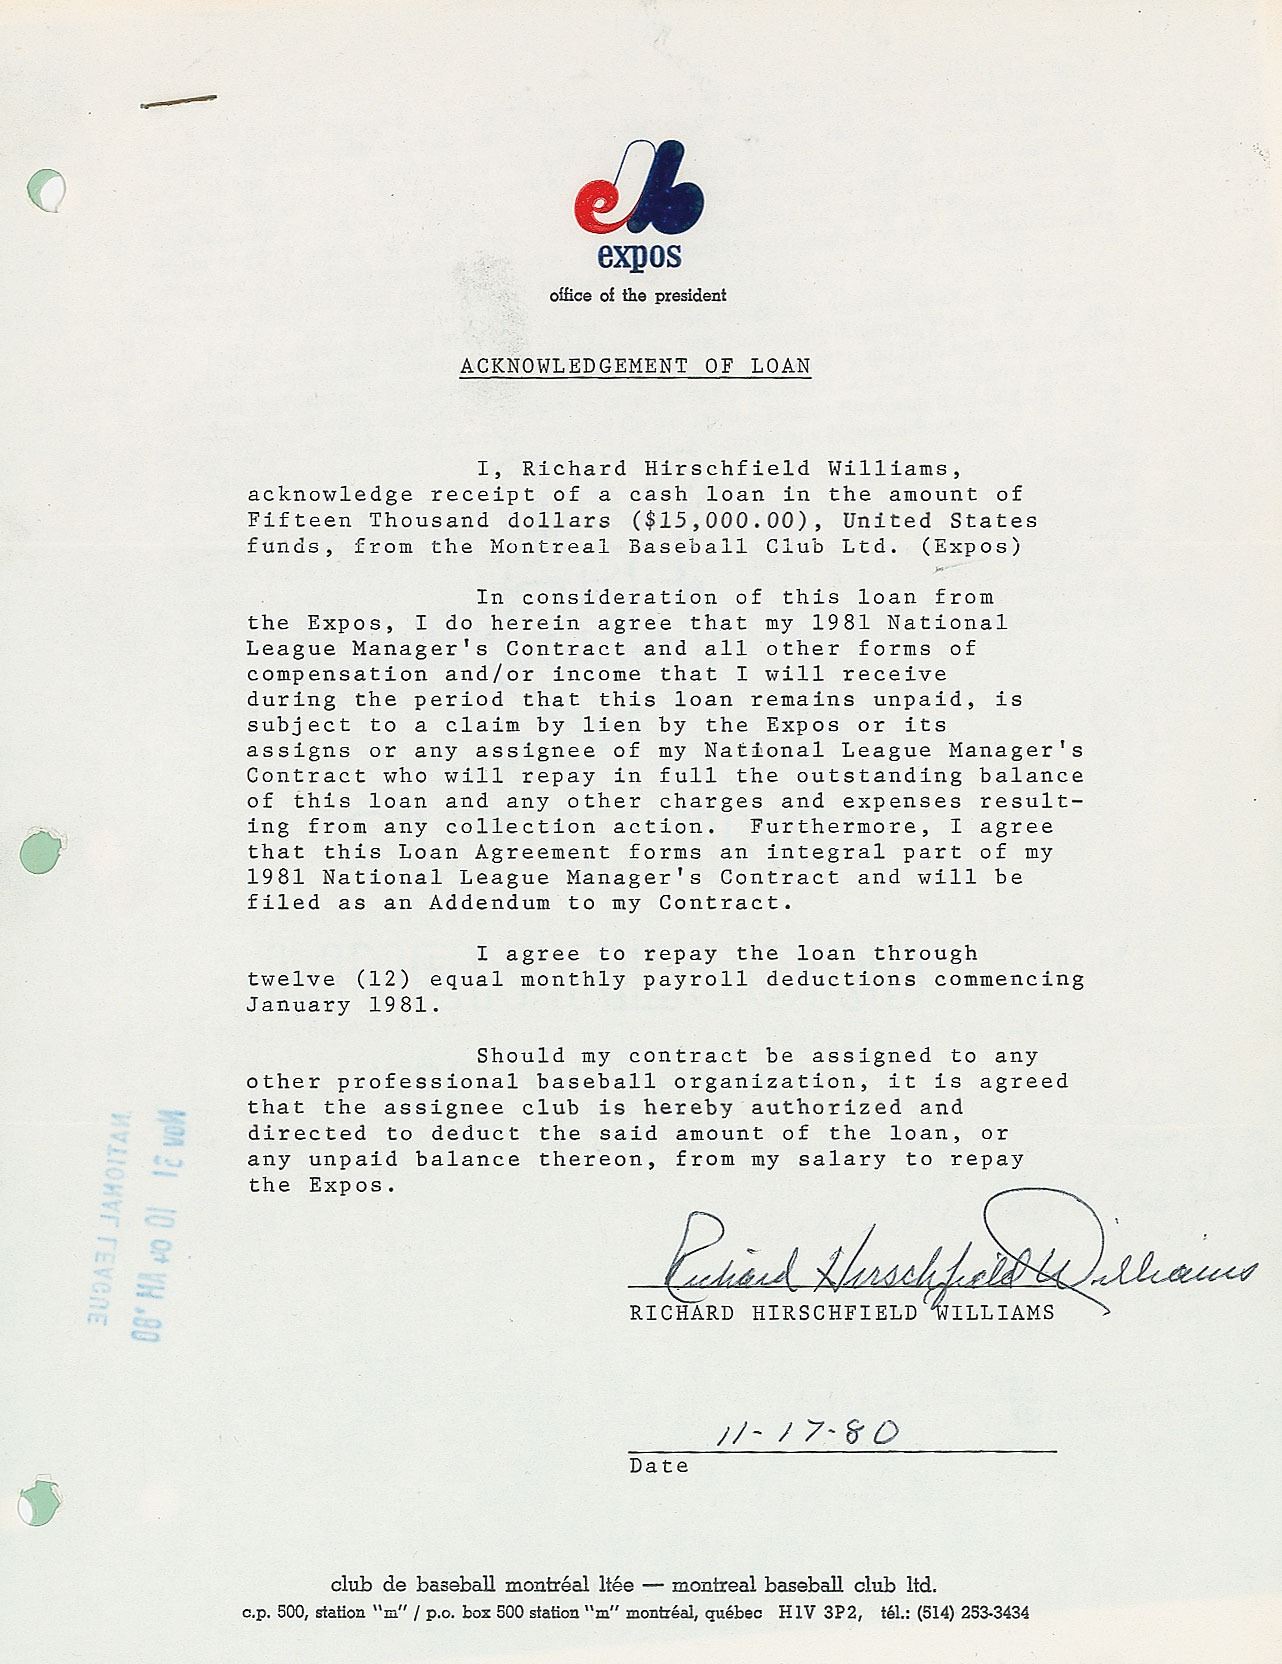 eb
expos
office of the president
ACKNOWLEDGEMENT OF LOAN
I, Richard Hirschfield Williams,
acknowledge receipt of a cash loan in the amount of
Fifteen Thousand dollars ($15,000.00), United States
funds, from the Montreal Baseball Club Ltd. (Expos)
In consideration of this loan from
the Expos, I do herein agree that my 1981 National
League Manager's Contract and all other forms of
compensation and/or income that I will receive
during the period that this loan remains unpaid, is
subject to a claim by lien by the Expos or its
assigns or any assignee of my National League Manager's
Contract who will repay in full the outstanding balance
of this loan and any other charges and expenses result-
ing from any collection action. Furthermore, I agree
that this Loan Agreement forms an integral part of my
1981 National League Manager's Contract and will be
filed as an Addendum to my Contract.
I agree to repay the loan through
twelve (12) equal monthly payroll deductions commencing
January 1981.
Should my contract be assigned to any
other professional baseball organization, it is agreed
that the assignee club is hereby authorized and
directed to deduct the said amount of the loan, or
any unpaid balance thereon, from my salary to repay
the Expos.
NATIONAL LEAGUE
10 04 AM '80
Richard Hirschfield Williams
RICHARD HIRSCHFIELD WILLIAMS
11-17-80
Date
club de baseball montréal ltée — montreal baseball club ltd.
c.p. 500, station "m" / p.o. box 500 station "m" montréal, québec H1V 3P2, tél.: (514) 253-3434